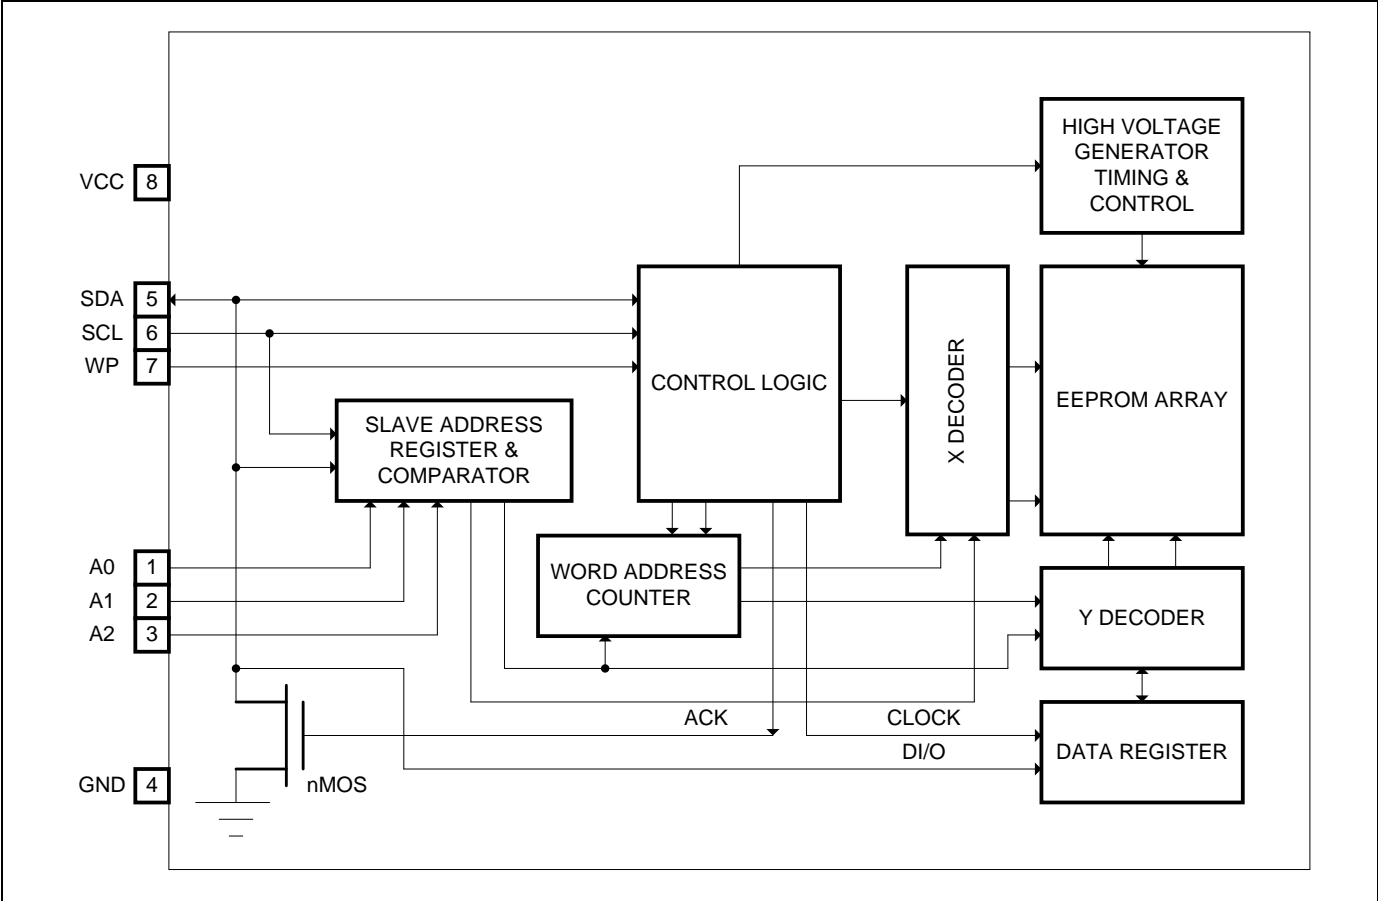 HIGH VOLTAGE
GENERATOR
TIMING &
CONTROL
VCC 8
SDA 5
SCL 6
WP 7
CONTROL LOGIC
X DECODER
EEPROM ARRAY
SLAVE ADDRESS
REGISTER &
COMPARATOR
A0 1
A1 2
A2 3
WORD ADDRESS
COUNTER
Y DECODER
ACK
CLOCK
DI/O
DATA REGISTER
GND 4
nMOS